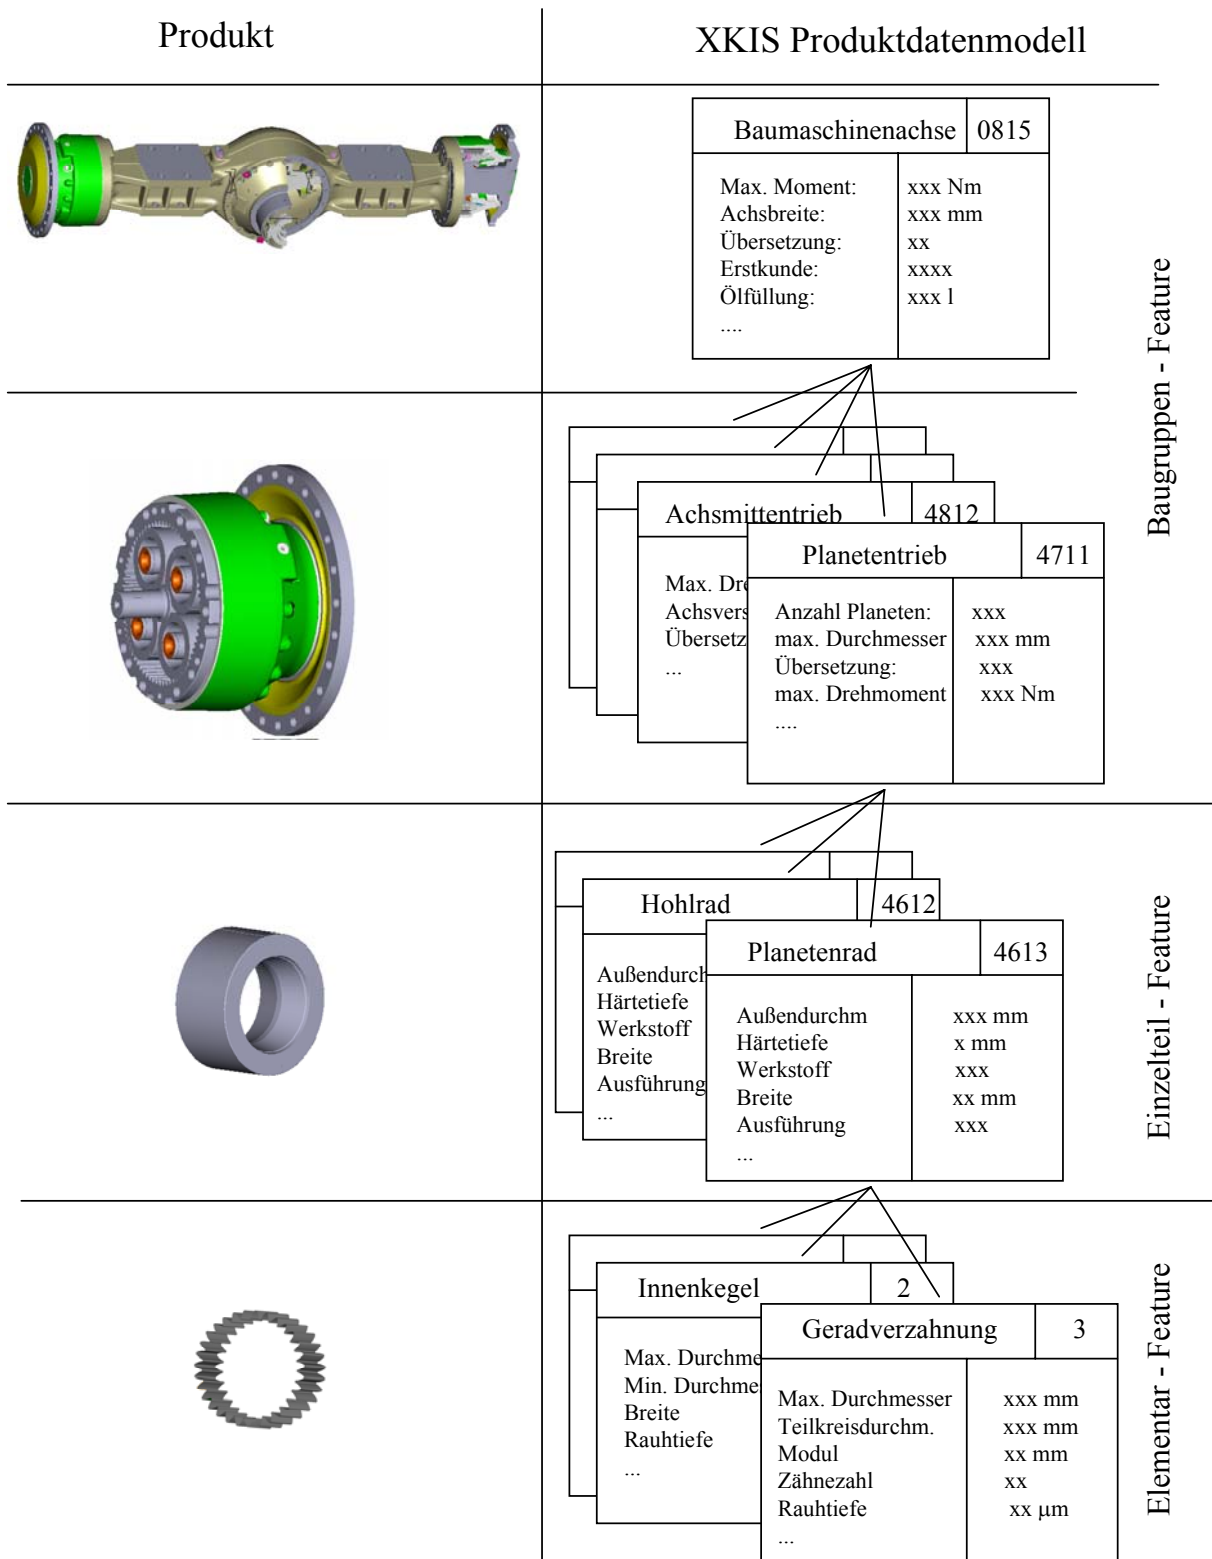 Produkt
XKIS Produktdatenmodell
Baumaschinenachse 0815
Max. Moment: xxx Nm
Achsbreite: xxx mm
Übersetzung: xx
Erstkunde: xxxx
Ölfüllung: xxx l
....
Baugruppen - Feature
Achsmittentrieb 4812
Max. Dre
Achsvers
Übersetz
...
Planetentrieb 4711
Anzahl Planeten: xxx
max. Durchmesser xxx mm
Übersetzung: xxx
max. Drehmoment xxx Nm
....
Hohlrad 4612
Außendurch
Härtetiefe
Werkstoff
Breite
Ausführung
...
Planetenrad 4613
Außendurchm xxx mm
Härtetiefe x mm
Werkstoff xxx
Breite xx mm
Ausführung xxx
...
Einzelteil - Feature
Innenkegel 2
Max. Durchme
Min. Durchme
Breite
Rauhtiefe
...
Geradverzahnung 3
Max. Durchmesser xxx mm
Teilkreisdurchm. xxx mm
Modul xx mm
Zähnezahl xx
Rauhtiefe xx µm
...
Elementar - Feature